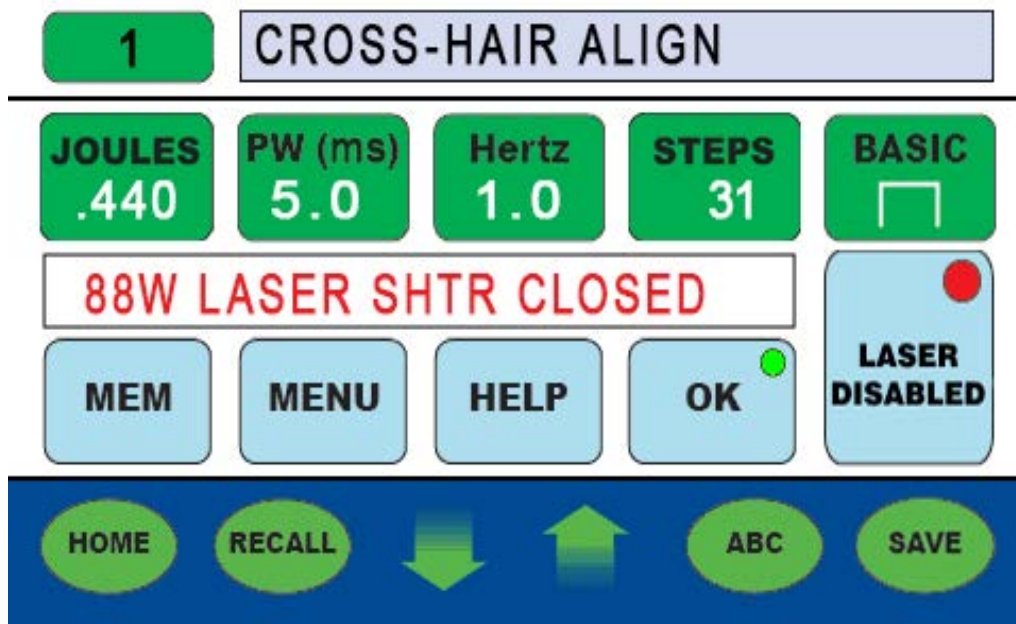 1 CROSS-HAIR ALIGN
JOULES PW (ms) Hertz STEPS BASIC
.440 5.0 1.0 31
88W LASER SHTR CLOSED
LASER
DISABLED
MEM MENU HELP OK
HOME RECALL ABC SAVE